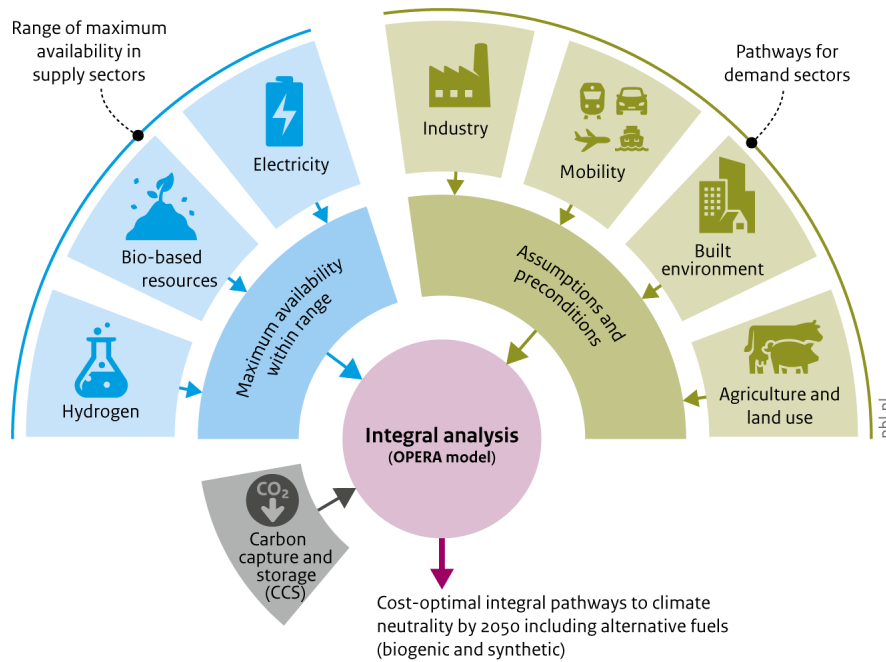 Range of maximum
availability in
supply sectors
Pathways for
demand sectors
Electricity
Bio-based
resources
Hydrogen
Industry
Mobility
Built
environment
Agriculture and
land use
Maximum availability
within range
Assumptions and
preconditions
Integral analysis
(OPERA model)
CO₂
Carbon
capture and
storage
(CCS)
Cost-optimal integral pathways to climate
neutrality by 2050 including alternative fuels
(biogenic and synthetic)